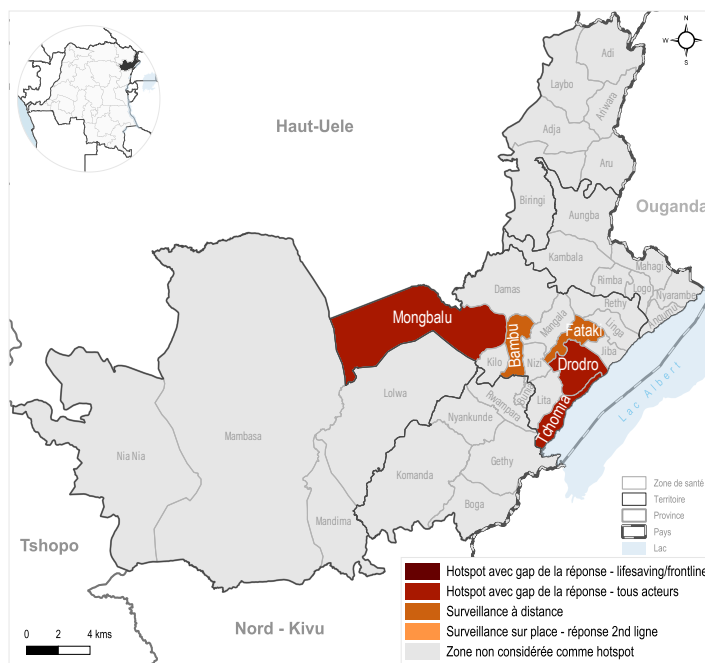 N
W
E
S
Haut-Uele
Ouganda
Adi
Laybo
Ariwara
Adja
Aru
Biringi
Aungba
Kambala
Mahagi
Rimba
Logo
Nyarambe
Angumu
Damas
Rethy
Linga
Mangala
Fataki
Jiba
Mongbalu
Bambu
Kilo
Nizi
Drodro
Lita
Bunia
Rwampara
Tchomia
Lac Albert
Lolwa
Nyankunde
Mambasa
Nia Nia
Komanda
Gethy
Boga
Mandima
Tshopo
Nord - Kivu
Zone de santé
Territoire
Province
Pays
Lac
Hotspot avec gap de la réponse - lifesaving/frontline
Hotspot avec gap de la réponse - tous acteurs
Surveillance à distance
Surveillance sur place - réponse 2nd ligne
Zone non considérée comme hotspot
0 2 4 kms